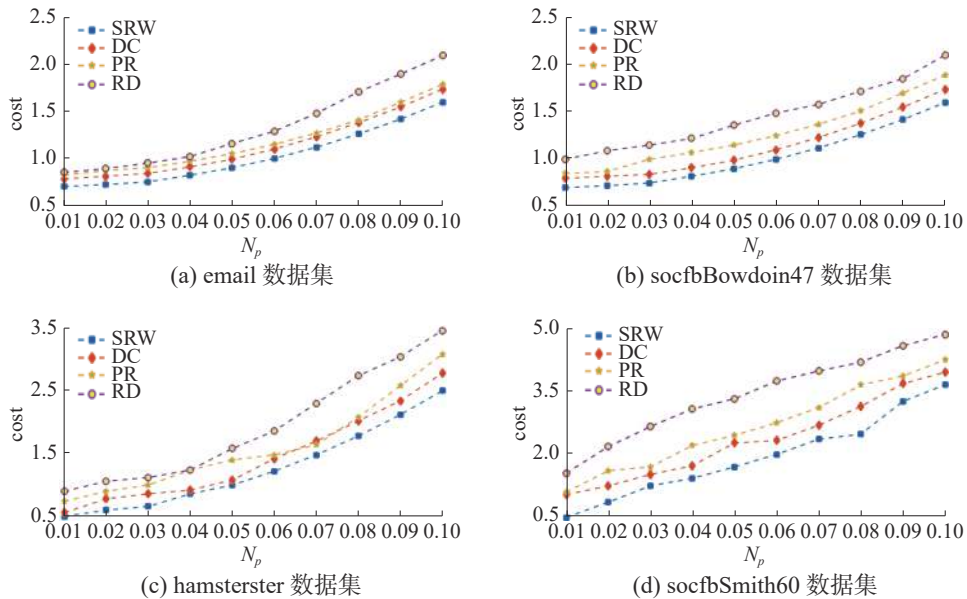 2.5
2.0
1.5
1.0
0.5
cost
SRW
DC
PR
RD
0.01 0.02 0.03 0.04 0.05 0.06 0.07 0.08 0.09 0.10
Np
(a) email 数据集
2.5
2.0
1.5
1.0
0.5
cost
SRW
DC
PR
RD
0.01 0.02 0.03 0.04 0.05 0.06 0.07 0.08 0.09 0.10
Np
(b) socfbBowdoin47 数据集
3.5
2.5
1.5
0.5
cost
SRW
DC
PR
RD
0.01 0.02 0.03 0.04 0.05 0.06 0.07 0.08 0.09 0.10
Np
(c) hamsterster 数据集
5.0
3.5
2.0
0.5
cost
SRW
DC
PR
RD
0.01 0.02 0.03 0.04 0.05 0.06 0.07 0.08 0.09 0.10
Np
(d) socfbSmith60 数据集